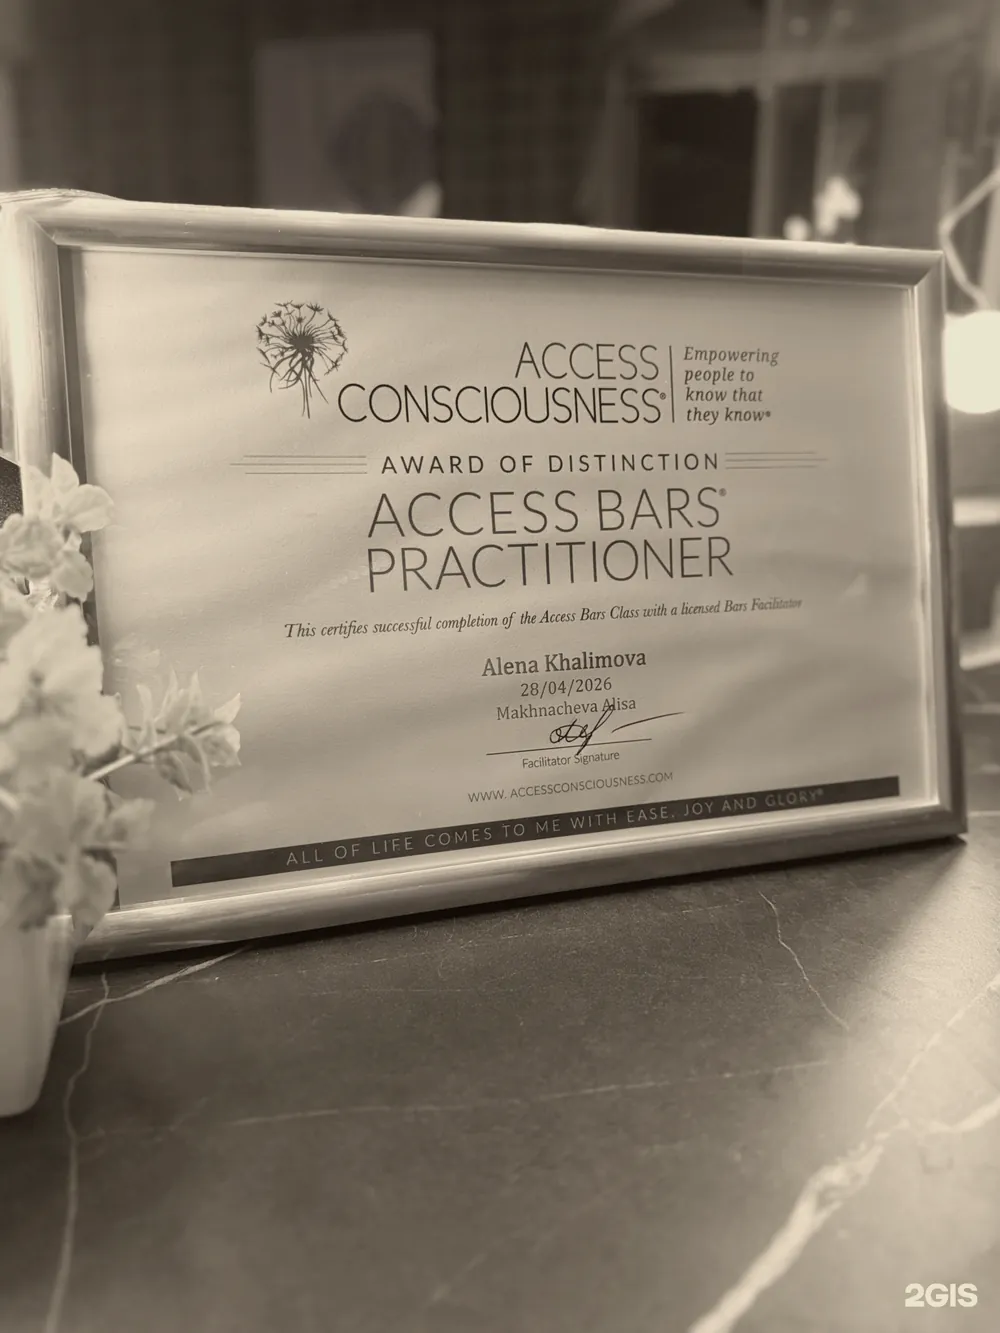 ACCESS
CONSCIOUSNESS®
Empowering
people to
know that
they know®
AWARD OF DISTINCTION
ACCESS BARS®
PRACTITIONER
This certifies successful completion of the Access Bars Class with a licensed Bars Facilitator
Alena Khalimova
28/04/2026
Makhnacheva Alisa
Facilitator Signature
WWW. ACCESSCONSCIOUSNESS.COM
ALL OF LIFE COMES TO ME WITH EASE, JOY AND GLORY®
2GIS